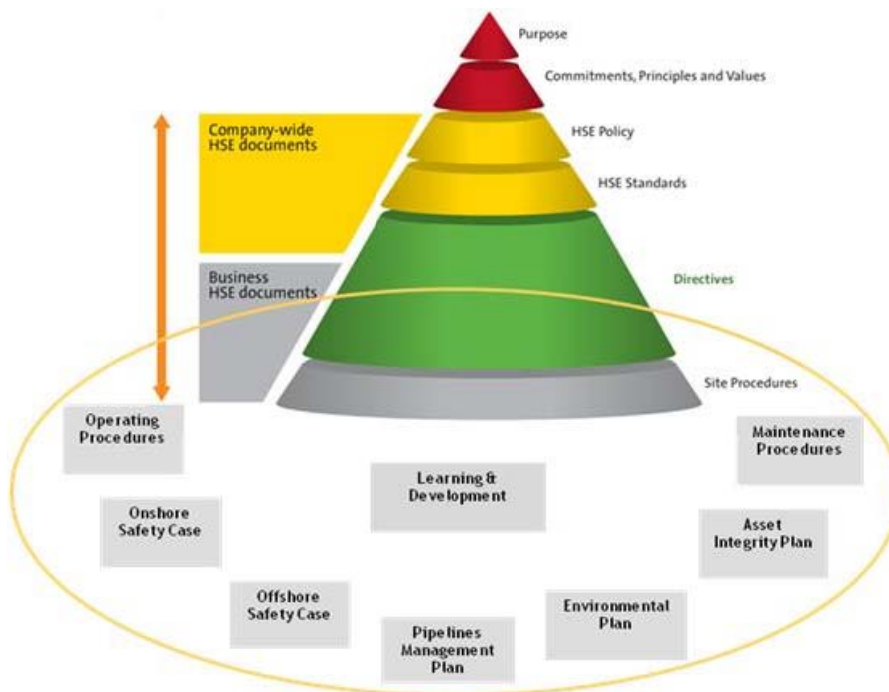 Purpose
Commitments, Principles and Values
Company-wide
HSE documents
HSE Policy
HSE Standards
Business
HSE documents
Directives
Site Procedures
Operating
Procedures
Maintenance
Procedures
Learning &
Development
Onshore
Safety Case
Asset
Integrity Plan
Offshore
Safety Case
Environmental
Plan
Pipelines
Management
Plan